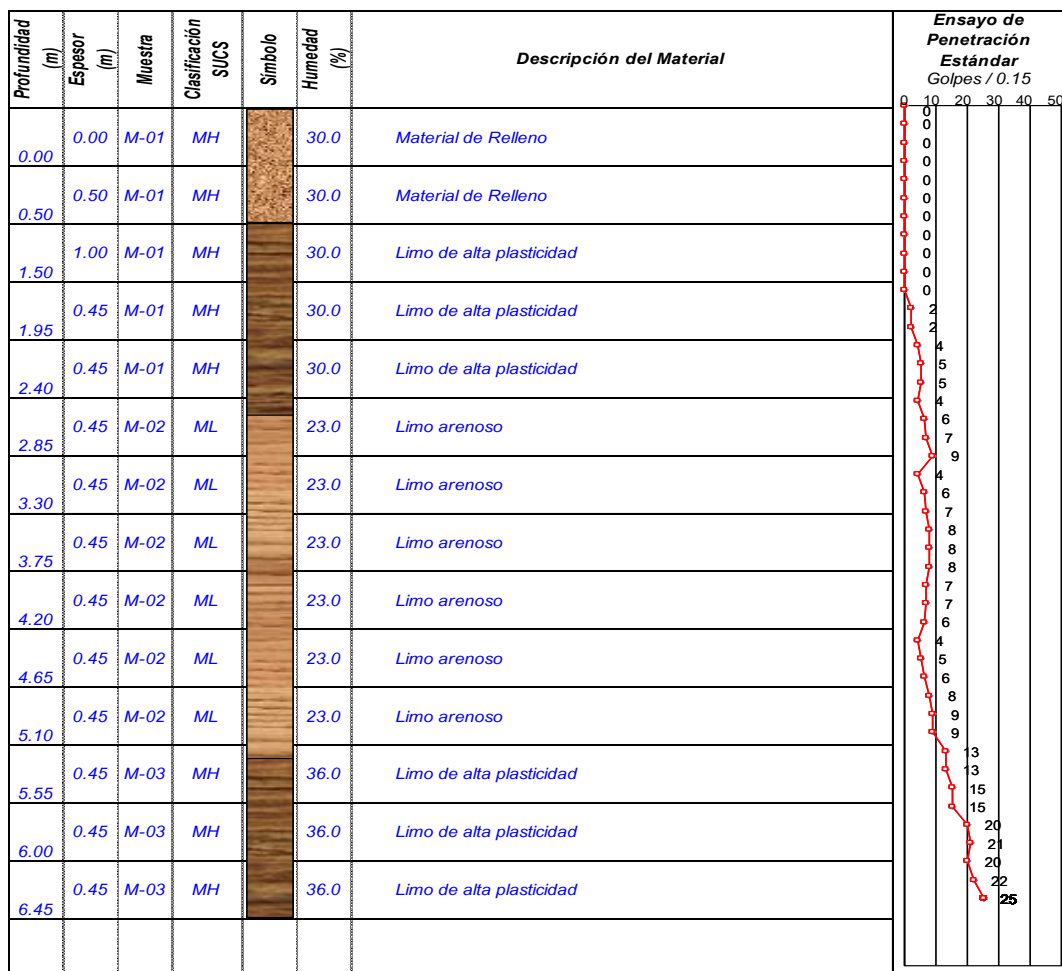 Profundidad (m)
Espesor (m)
Muestra
Clasificación SUCS
Símbolo
Humedad (%)
Descripción del Material
Ensayo de
Penetración
Estándar
Golpes / 0.15
0 10 20 30 40 50
0.00 0.00 M-01 MH 30.0 Material de Relleno
0.50 0.50 M-01 MH 30.0 Material de Relleno
1.50 1.00 M-01 MH 30.0 Limo de alta plasticidad
1.95 0.45 M-01 MH 30.0 Limo de alta plasticidad
2.40 0.45 M-01 MH 30.0 Limo de alta plasticidad
2.85 0.45 M-02 ML 23.0 Limo arenoso
3.30 0.45 M-02 ML 23.0 Limo arenoso
3.75 0.45 M-02 ML 23.0 Limo arenoso
4.20 0.45 M-02 ML 23.0 Limo arenoso
4.65 0.45 M-02 ML 23.0 Limo arenoso
5.10 0.45 M-02 ML 23.0 Limo arenoso
5.55 0.45 M-03 MH 36.0 Limo de alta plasticidad
6.00 0.45 M-03 MH 36.0 Limo de alta plasticidad
6.45 0.45 M-03 MH 36.0 Limo de alta plasticidad
0
0
0
0
0
0
0
0
0
0
0
2
2
4
5
5
4
6
7
9
4
6
7
8
8
8
7
7
6
4
5
6
8
9
9
13
13
15
15
20
21
20
22
25